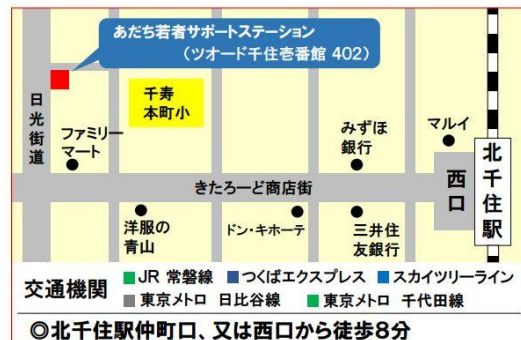 あだち若者サポートステーション
(ツオード千住壱番館 402)
日光街道
千寿
本町小
ファミリー
マート
みずほ
銀行
マルイ
北千住駅
西口
きたろーど商店街
洋服の
青山
ドン・キホーテ
三井住
友銀行
交通機関 ■JR 常磐線 ■つくばエクスプレス ■スカイツリーライン
■東京メトロ 日比谷線 ■東京メトロ 千代田線
◎北千住駅仲町口、又は西口から徒歩8分